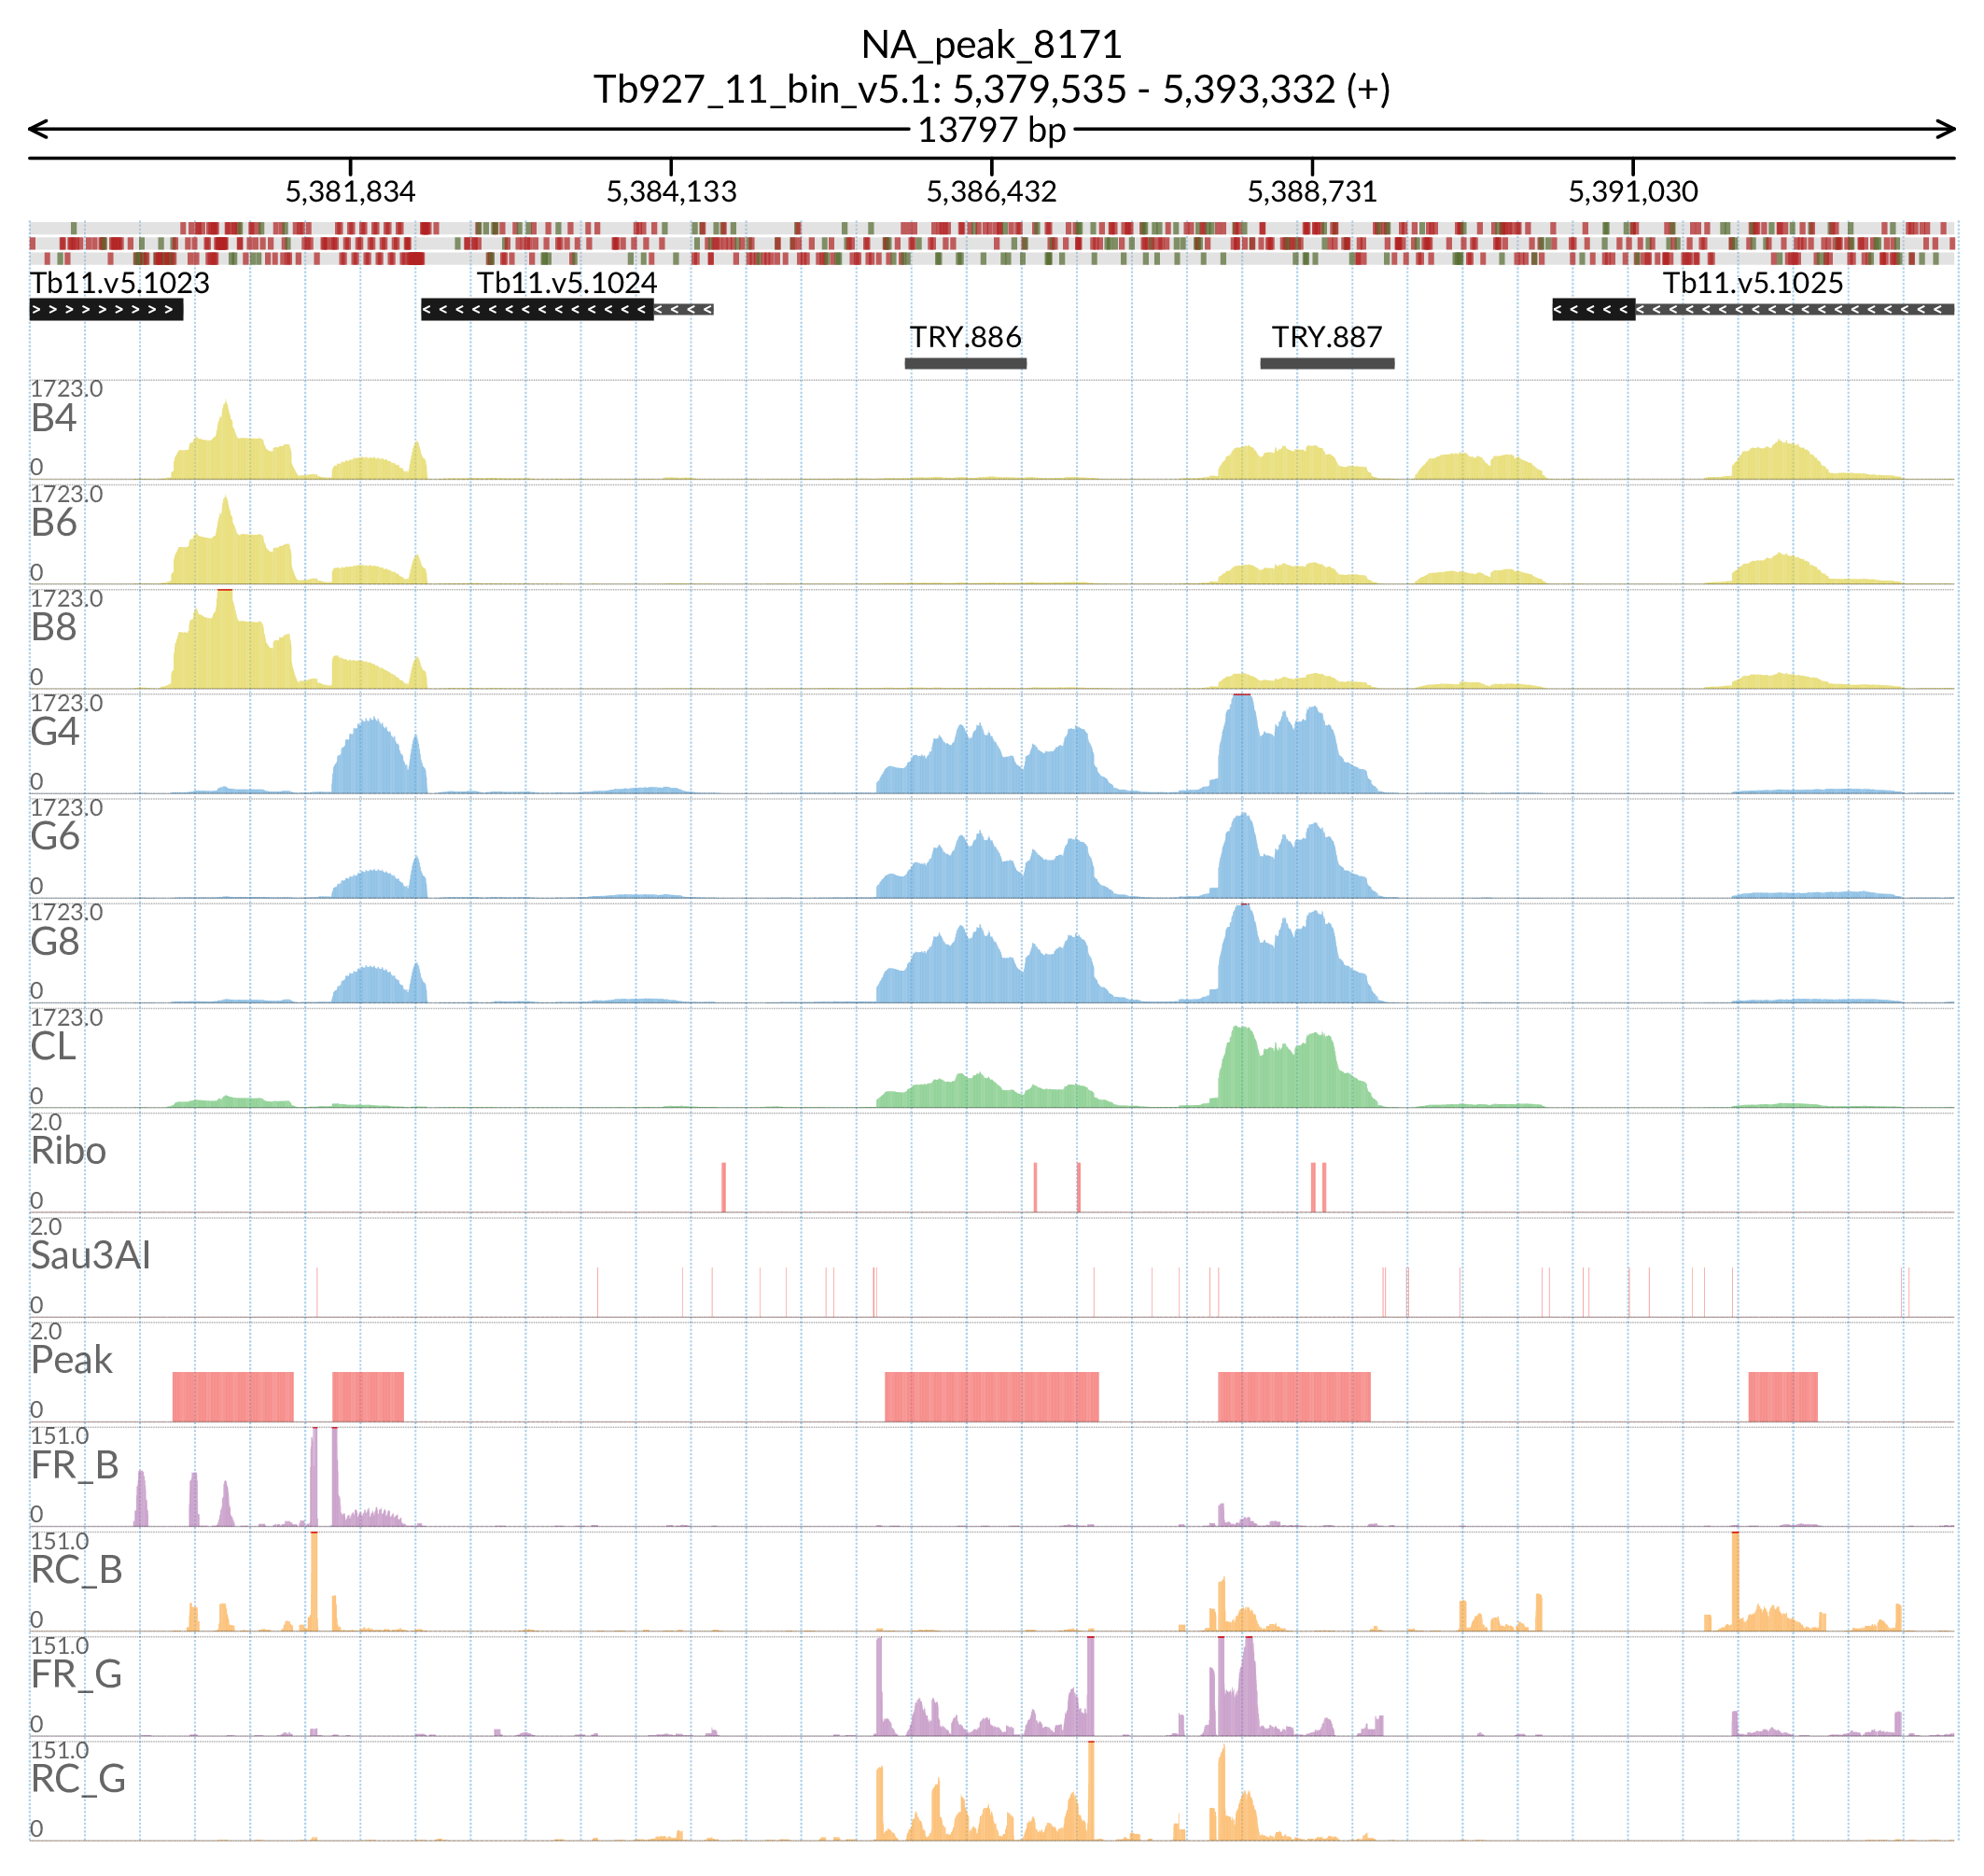 NA_peak_8171
Tb927_11_bin_v5.1: 5,379,535 - 5,393,332 (+)
13797 bp
5,381,834 5,384,133 5,386,432 5,388,731 5,391,030
Tb11.v5.1023 Tb11.v5.1024 Tb11.v5.1025
TRY.886 TRY.887
1723.0
B4
0
1723.0
B6
0
1723.0
B8
0
1723.0
G4
0
1723.0
G6
0
1723.0
G8
0
1723.0
CL
0
2.0
Ribo
0
2.0
Sau3AI
0
2.0
Peak
0
151.0
FR_B
0
151.0
RC_B
0
151.0
FR_G
0
151.0
RC_G
0